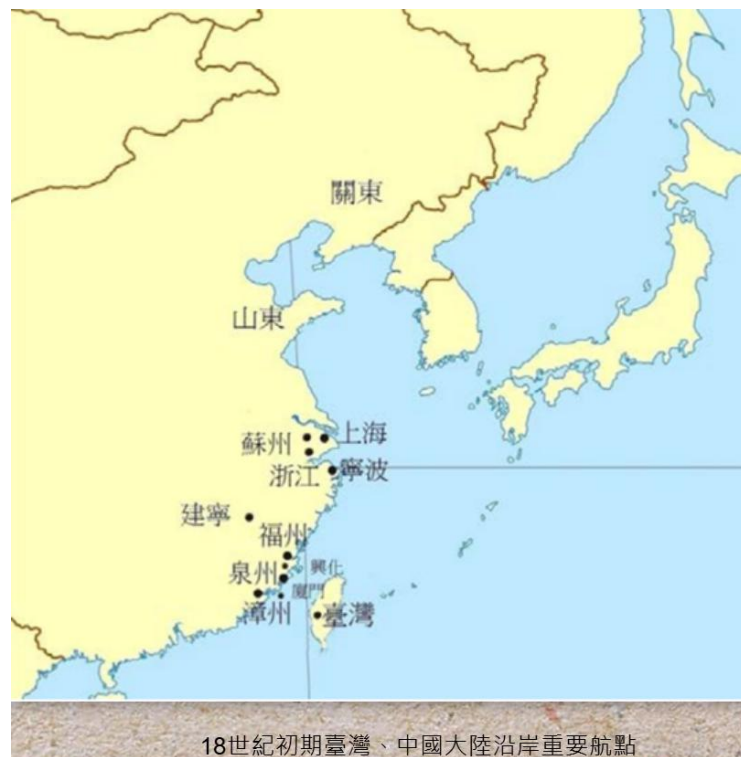 關東
山東
蘇州
上海
浙江
寧波
建寧
福州
興化
泉州
廈門
漳州
臺灣
18世紀初期臺灣、中國大陸沿岸重要航點